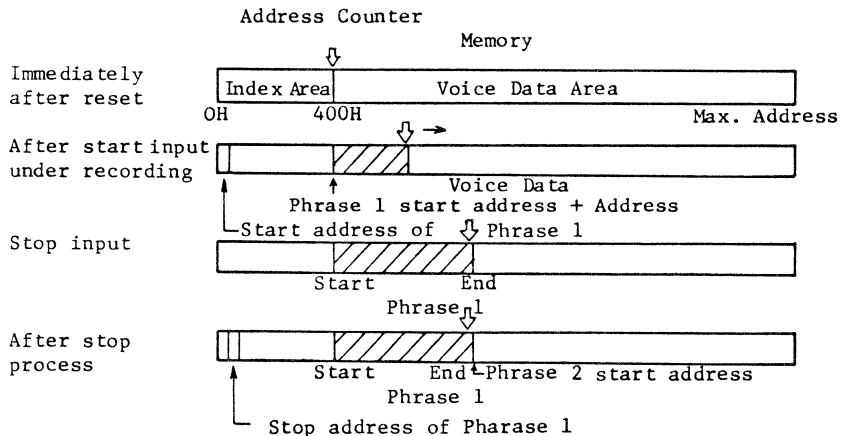 Address Counter
Memory
Immediately
after reset
Index Area
Voice Data Area
0H
400H
Max. Address
After start input
under recording
Voice Data
Phrase 1 start address + Address
Start address of Phrase 1
Stop input
Start
End
Phrase 1
After stop
process
Start
End
Phrase 2 start address
Phrase 1
Stop address of Pharase 1